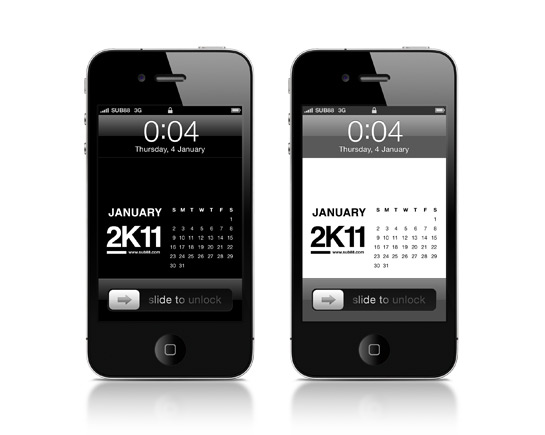 SUB88 3G
0:04
Thursday, 4 January
JANUARY
2K11
www.sub88.com
S M T W T F S
1
2 3 4 5 6 7 8
9 10 11 12 13 14 15
16 17 18 19 20 21 22
23 24 25 26 27 28 29
30 31
slide to unlock
SUB88 3G
0:04
Thursday, 4 January
JANUARY
2K11
www.sub88.com
S M T W T F S
1
2 3 4 5 6 7 8
9 10 11 12 13 14 15
16 17 18 19 20 21 22
23 24 25 26 27 28 29
30 31
slide to unlock